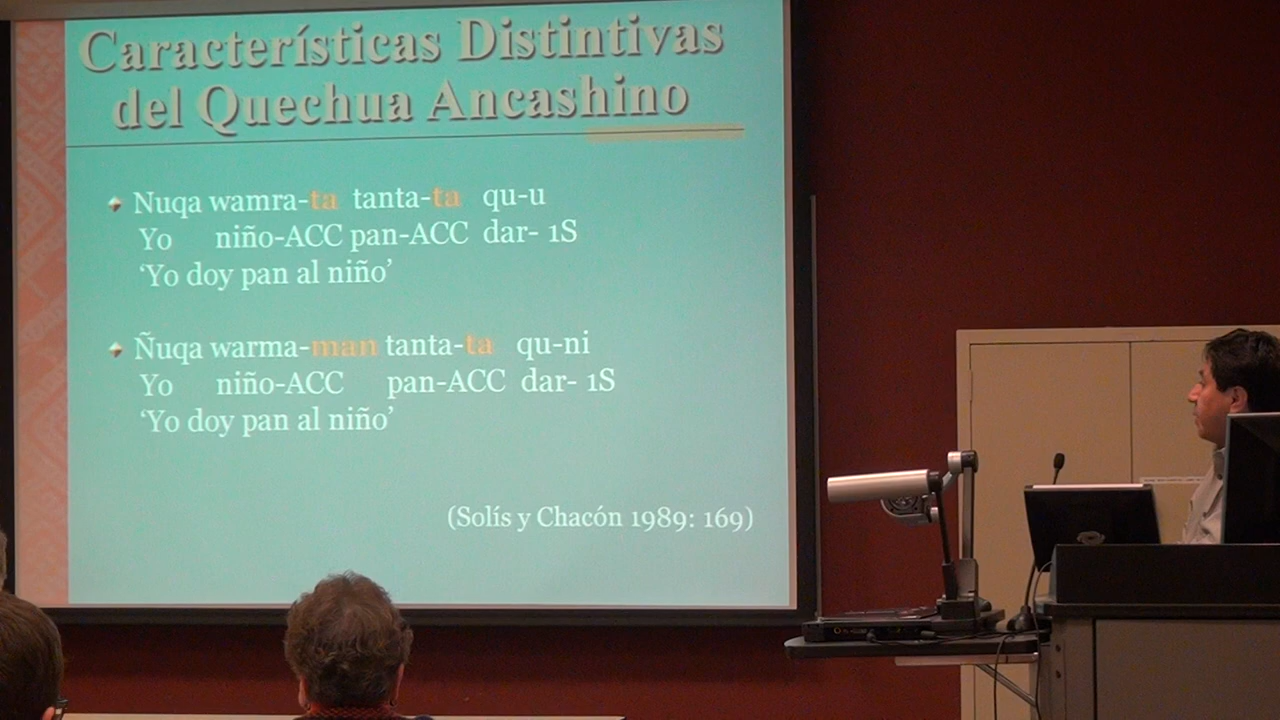 Características Distintivas
del Quechua Ancashino
Nuqa wamra-ta tanta-ta qu-u
Yo niño-ACC pan-ACC dar- 1S
‘Yo doy pan al niño’
Ñuqa warma-man tanta-ta qu-ni
Yo niño-ACC pan-ACC dar- 1S
‘Yo doy pan al niño’
(Solís y Chacón 1989: 169)